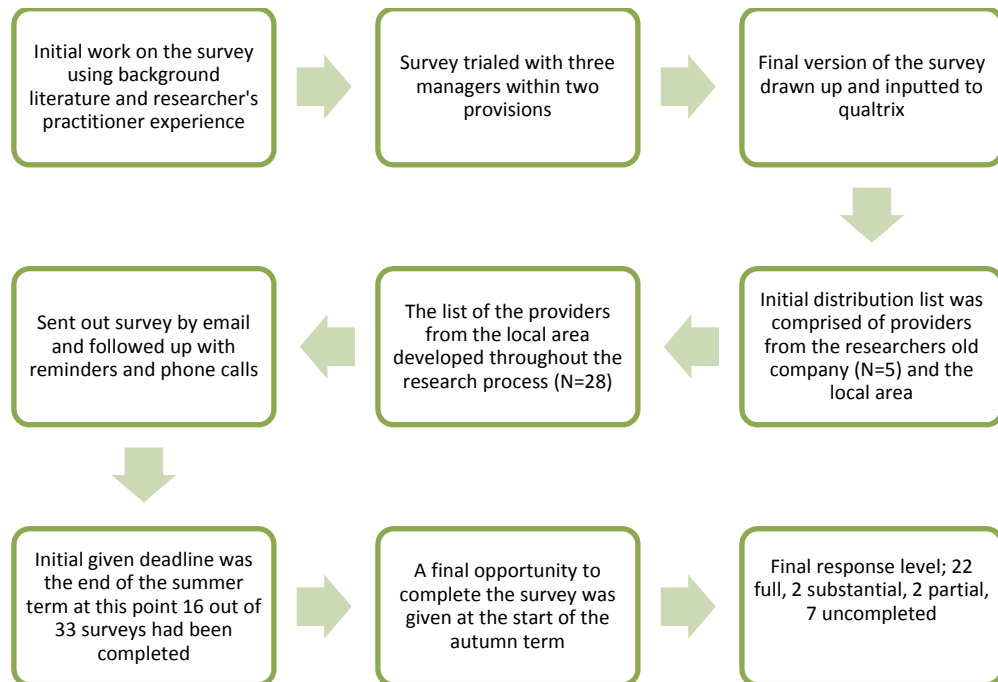 Initial work on the survey
using background
literature and researcher's
practitioner experience
Survey trialed with three
managers within two
provisions
Final version of the survey
drawn up and inputted to
qualtrix
Initial distribution list was
comprised of providers
from the researchers old
company (N=5) and the
local area
The list of the providers
from the local area
developed throughout the
research process (N=28)
Sent out survey by email
and followed up with
reminders and phone calls
Initial given deadline was
the end of the summer
term at this point 16 out of
33 surveys had been
completed
A final opportunity to
complete the survey was
given at the start of the
autumn term
Final response level; 22
full, 2 substantial, 2 partial,
7 uncompleted